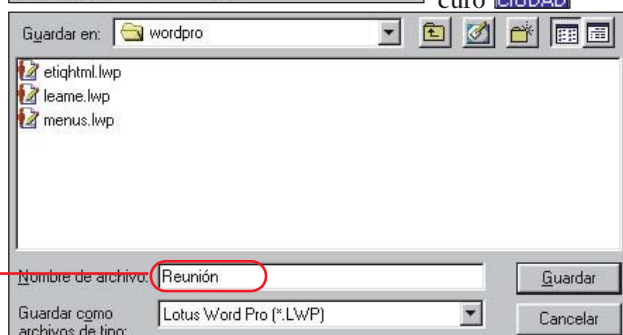 curo CIUDAD
Guardar en: wordpro
etiqhtml.lwp
leame.lwp
menus.lwp
Nombre de archivo: Reunión Guardar
Guardar como Lotus Word Pro (*.LWP) Cancelar
archivos de tipo: